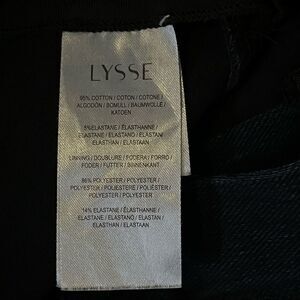 LYSSE
95% COTTON / COTON / COTONE /
ALGODÓN / BOMULL / BAUMWOLLE /
KATOEN
5% ELASTANE / ÉLASTHANNE /
ELASTANE / ELASTANO / ELASTAN /
ELASTHAN / ELASTAAN
LINNING / DOUBLURE / FODERA / FORRO /
FODER / FUTTER / BINNENKANT
86% POLYESTER / POLYESTER /
POLYESTER / POLIESTERE / POLIÉSTER /
POLYESTER / POLYESTER
14% ELASTANE / ÉLASTHANNE /
ELASTANE / ELASTANO / ELASTAN /
ELASTHAN / ELASTAAN